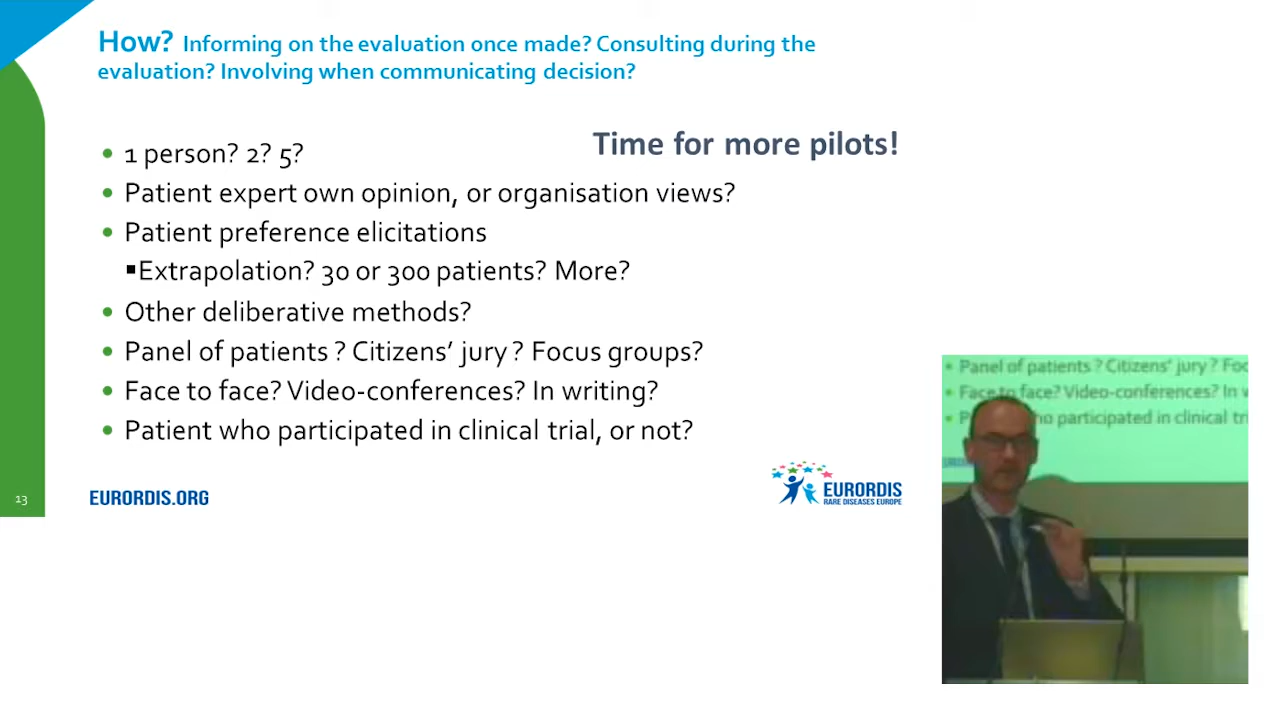 How? Informing on the evaluation once made? Consulting during the
evaluation? Involving when communicating decision?
Time for more pilots!
• 1 person? 2? 5?
• Patient expert own opinion, or organisation views?
• Patient preference elicitations
▪Extrapolation? 30 or 300 patients? More?
• Other deliberative methods?
• Panel of patients ? Citizens’ jury ? Focus groups?
• Face to face? Video-conferences? In writing?
• Patient who participated in clinical trial, or not?
13
EURORDIS.ORG
EURORDIS
RARE DISEASES EUROPE
• Panel of patients ? Citizens' jury ? Foc
• Face to face? Video-conferences? In w
• P ho participated in clinical tri